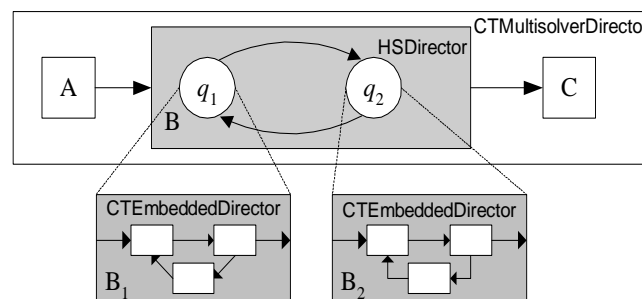 CTMultisolverDirecto
HSDirector
A
q1
q2
C
B
CTEmbeddedDirector
CTEmbeddedDirector
B1
B2